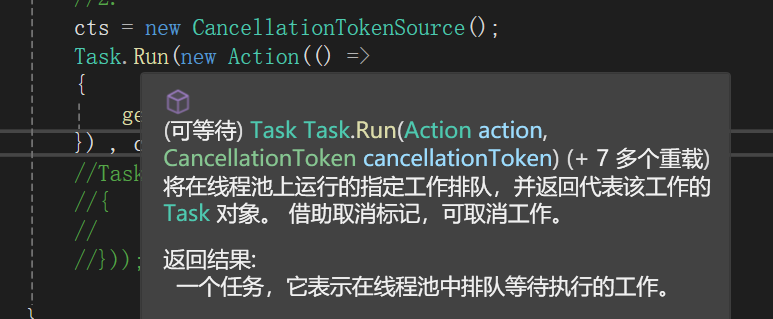 //2.
cts = new CancellationTokenSource();
Task.Run(new Action(() =>
{
ge
(可等待) Task Task.Run(Action action,
CancellationToken cancellationToken) (+ 7 多个重载)
将在线程池上运行的指定工作排队，并返回代表该工作的
Task 对象。 借助取消标记，可取消工作。
返回结果:
一个任务，它表示在线程池中排队等待执行的工作。
}) , c
//Task
//{
//
//}));
}